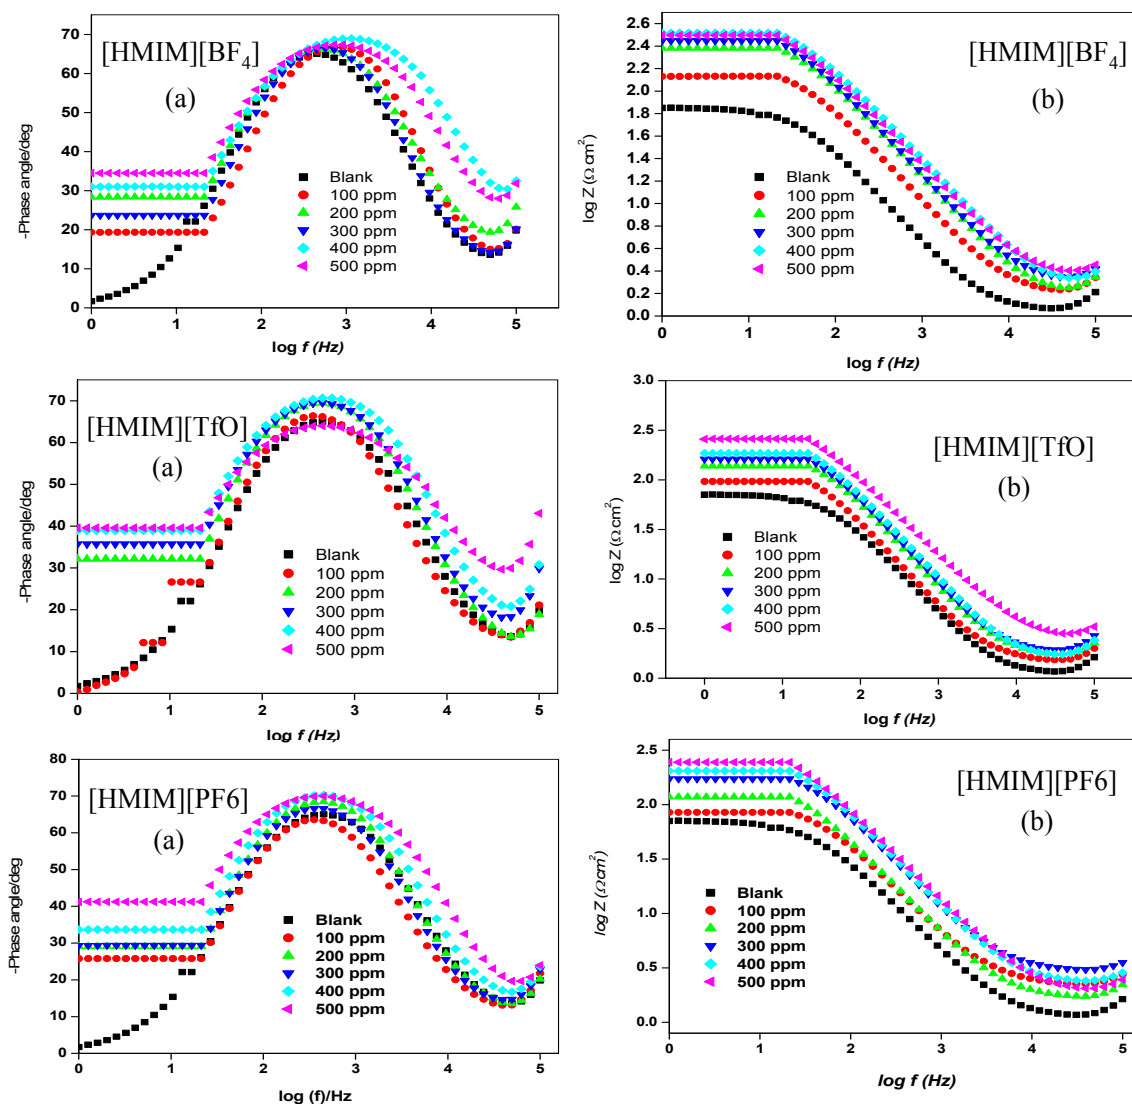 [HMIM][BF4]
(a)
-Phase angle/deg
70
60
50
40
30
20
10
0
Blank
100 ppm
200 ppm
300 ppm
400 ppm
500 ppm
0 1 2 3 4 5
log f (Hz)
[HMIM][BF4]
(b)
log Z (Ω cm²)
2.6
2.4
2.2
2.0
1.8
1.6
1.4
1.2
1.0
0.8
0.6
0.4
0.2
0.0
Blank
100 ppm
200 ppm
300 ppm
400 ppm
500 ppm
0 1 2 3 4 5
log f (Hz)
[HMIM][TfO]
(a)
-Phase angle/deg
70
60
50
40
30
20
10
0
Blank
100 ppm
200 ppm
300 ppm
400 ppm
500 ppm
0 1 2 3 4 5
log f (Hz)
[HMIM][TfO]
(b)
log Z (Ω cm²)
3.0
2.5
2.0
1.5
1.0
0.5
0.0
Blank
100 ppm
200 ppm
300 ppm
400 ppm
500 ppm
0 1 2 3 4 5
log f (Hz)
[HMIM][PF6]
(a)
-Phase angle/deg
80
70
60
50
40
30
20
10
0
Blank
100 ppm
200 ppm
300 ppm
400 ppm
500 ppm
0 1 2 3 4 5
log (f)/Hz
[HMIM][PF6]
(b)
log Z (Ω cm²)
2.5
2.0
1.5
1.0
0.5
0.0
Blank
100 ppm
200 ppm
300 ppm
400 ppm
500 ppm
0 1 2 3 4 5
log f (Hz)